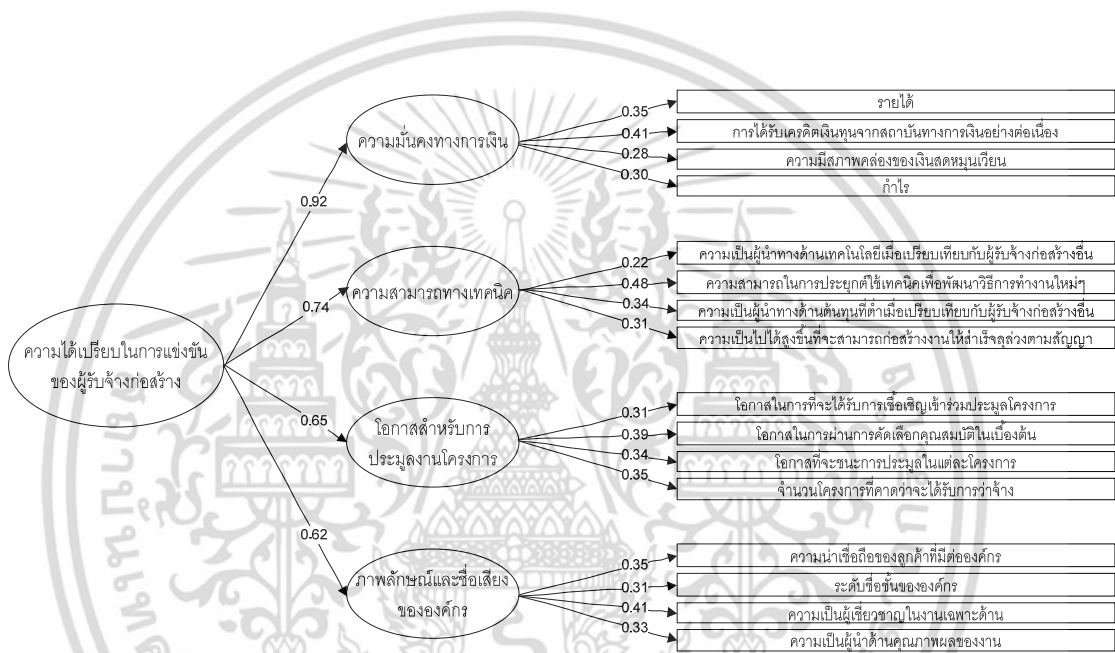 0.35
รายได้
ความมั่นคงทางการเงิน
0.41
การได้รับเครดิตเงินทุนจากสถาบันทางการเงินอย่างต่อเนื่อง
0.28
ความมีสภาพคล่องของเงินสดหมุนเวียน
0.30
กำไร
0.92
0.22
ความเป็นผู้นำทางด้านเทคโนโลยีเมื่อเปรียบเทียบกับผู้รับจ้างก่อสร้างอื่น
0.48
ความสามารถในการประยุกต์ใช้เทคนิคเพื่อพัฒนาวิธีการทำงานใหม่ๆ
ความสามารถทางเทคนิค
0.34
ความเป็นผู้นำทางด้านต้นทุนที่ต่ำเมื่อเปรียบเทียบกับผู้รับจ้างก่อสร้างอื่น
0.74
0.31
ความเป็นไปได้สูงขึ้นที่จะสามารถก่อสร้างงานให้สำเร็จลุล่วงตามสัญญา
ความได้เปรียบในการแข่งขัน
ของผู้รับจ้างก่อสร้าง
0.65
0.31
โอกาสในการที่จะได้รับการเชื้อเชิญเข้าร่วมประมูลโครงการ
โอกาสสำหรับการ
ประมูลงานโครงการ
0.39
โอกาสในการผ่านการคัดเลือกคุณสมบัติในเบื้องต้น
0.34
โอกาสที่จะชนะการประมูลในแต่ละโครงการ
0.35
จำนวนโครงการที่คาดว่าจะได้รับการว่าจ้าง
0.62
0.35
ความน่าเชื่อถือของลูกค้าที่มีต่อองค์กร
ภาพลักษณ์และชื่อเสียง
ขององค์กร
0.31
ระดับชื่อชั้นขององค์กร
0.41
ความเป็นผู้เชี่ยวชาญในงานเฉพาะด้าน
0.33
ความเป็นผู้นำด้านคุณภาพผลของงาน